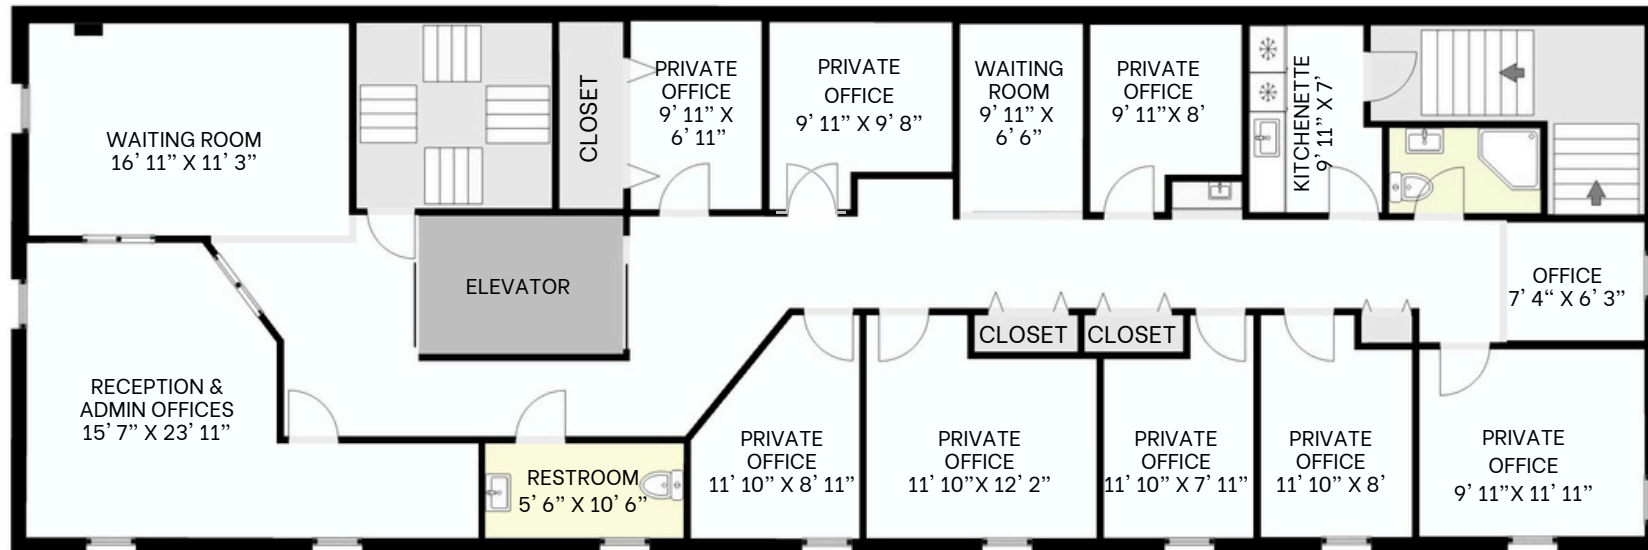 WAITING ROOM
16’ 11” X 11’ 3”
CLOSET
PRIVATE
OFFICE
9’ 11” X
6’ 11”
PRIVATE
OFFICE
9’ 11” X 9’ 8”
WAITING
ROOM
9’ 11” X
6’ 6”
PRIVATE
OFFICE
9’ 11”X 8’
KITCHENETTE
9’ 11” X 7’
ELEVATOR
OFFICE
7’ 4“ X 6’ 3”
CLOSET
CLOSET
RECEPTION &
ADMIN OFFICES
15’ 7” X 23’ 11”
RESTROOM
5’ 6” X 10’ 6”
PRIVATE
OFFICE
11’ 10” X 8’ 11”
PRIVATE
OFFICE
11’ 10”X 12’ 2”
PRIVATE
OFFICE
11’ 10” X 7’ 11”
PRIVATE
OFFICE
11’ 10” X 8’
PRIVATE
OFFICE
9’ 11”X 11’ 11”